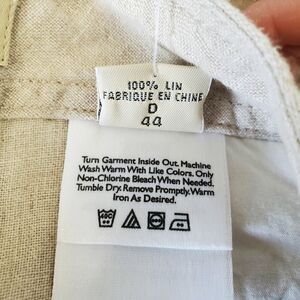 100% LIN
FABRIQUE EN CHINE
D
44
Turn Garment Inside Out. Machine
Wash Warm With Like Colors. Only
Non-Chlorine Bleach When Needed.
Tumble Dry. Remove Promptly. Warm
Iron As Desired.